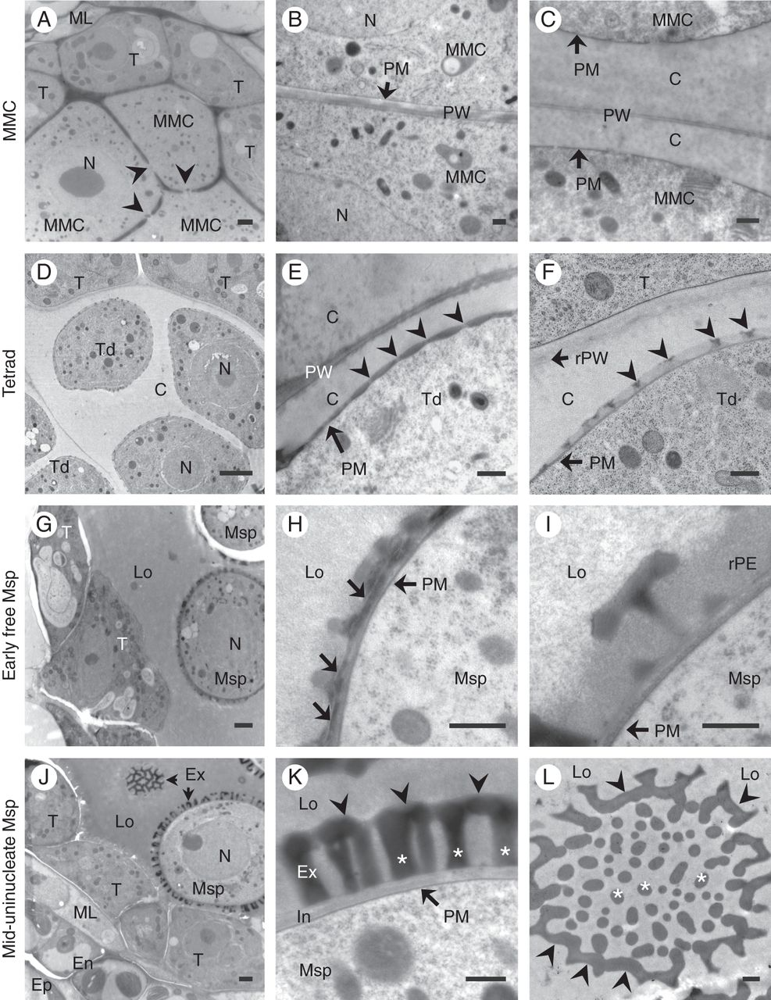 MMC
A
ML
T
T
T
MMC
T
N
MMC
MMC
B
N
MMC
PM
PW
MMC
N
C
MMC
PM
C
PW
C
PM
MMC
Tetrad
D
T
T
Td
N
C
Td
N
E
C
PW
C
Td
PM
F
T
rPW
C
Td
PM
Early free Msp
G
T
Msp
Lo
T
N
Msp
H
Lo
PM
Msp
I
Lo
rPE
Msp
PM
Mid-uninucleate Msp
J
Ex
T
Lo
N
T
Msp
ML
En
T
Ep
K
Lo
* * *
Ex
In
PM
Msp
L
Lo
Lo
* * *